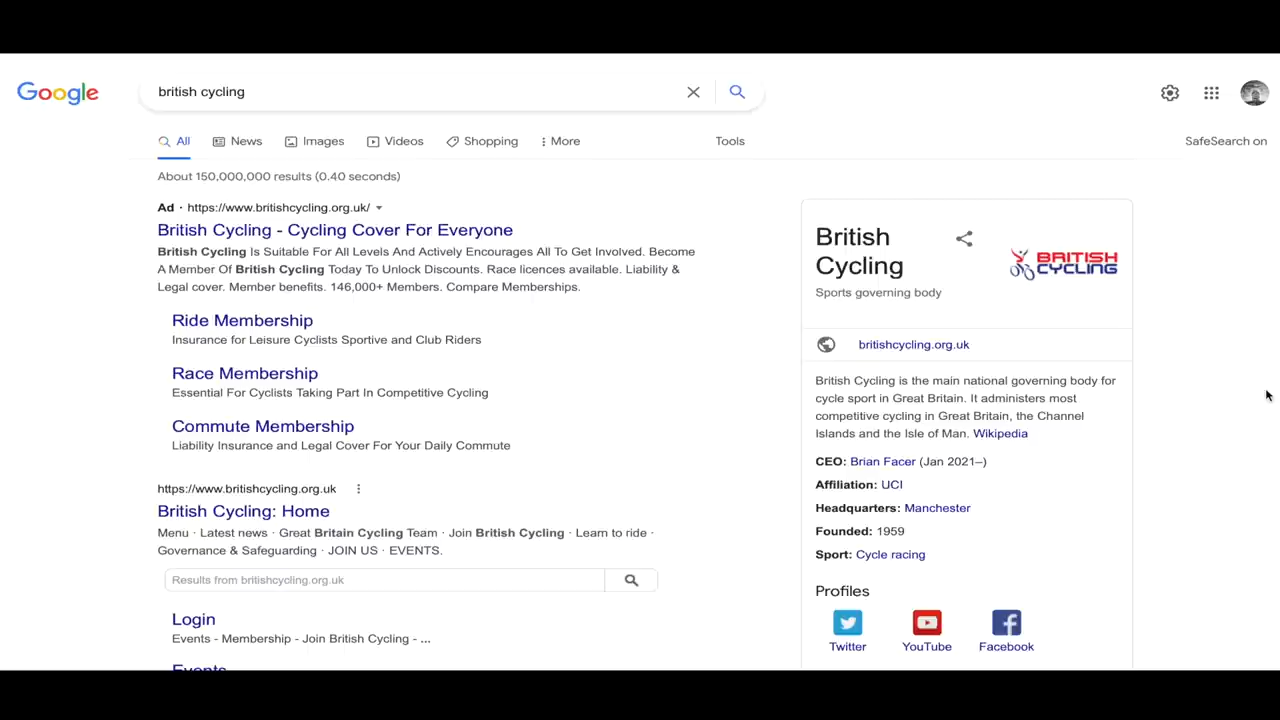 Google
british cycling
All
News
Images
Videos
Shopping
More
Tools
SafeSearch on
About 150,000,000 results (0.40 seconds)
Ad · https://www.britishcycling.org.uk/
British Cycling - Cycling Cover For Everyone
British Cycling Is Suitable For All Levels And Actively Encourages All To Get Involved. Become
A Member Of British Cycling Today To Unlock Discounts. Race licences available. Liability &
Legal cover. Member benefits. 146,000+ Members. Compare Memberships.
Ride Membership
Insurance for Leisure Cyclists Sportive and Club Riders
Race Membership
Essential For Cyclists Taking Part In Competitive Cycling
Commute Membership
Liability Insurance and Legal Cover For Your Daily Commute
https://www.britishcycling.org.uk
British Cycling: Home
Menu · Latest news · Great Britain Cycling Team · Join British Cycling · Learn to ride ·
Governance & Safeguarding · JOIN US · EVENTS.
Results from britishcycling.org.uk
Login
Events - Membership - Join British Cycling - ...
Events
British
Cycling
Sports governing body
BRITISH
CYCLING
britishcycling.org.uk
British Cycling is the main national governing body for
cycle sport in Great Britain. It administers most
competitive cycling in Great Britain, the Channel
Islands and the Isle of Man. Wikipedia
CEO: Brian Facer (Jan 2021–)
Affiliation: UCI
Headquarters: Manchester
Founded: 1959
Sport: Cycle racing
Profiles
Twitter
YouTube
Facebook